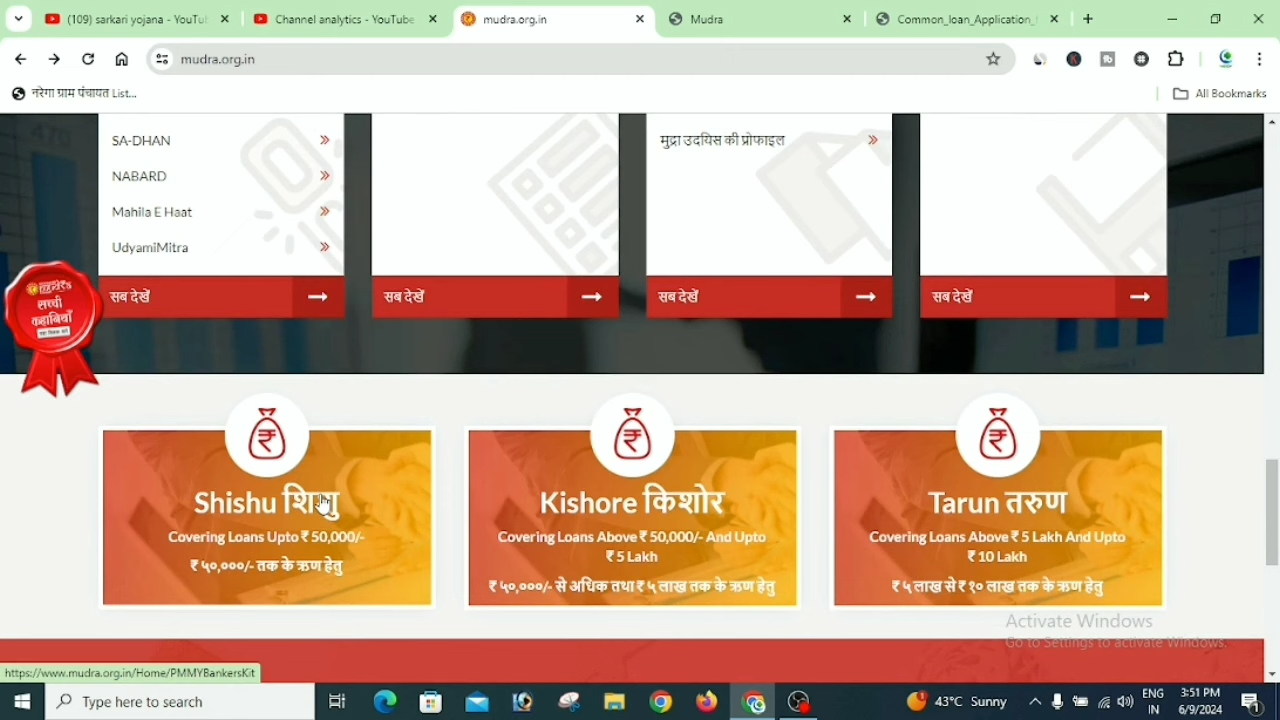 (109) sarkari yojana - YouTu
Channel analytics - YouTube
mudra.org.in
Mudra
Common_loan_Application_
mudra.org.in
नरेगा ग्राम पंचायत List...
All Bookmarks
SA-DHAN
NABARD
Mahila E Haat
UdyamiMitra
सब देखें
सब देखें
मुद्रा उदयिस की प्रोफाइल
सब देखें
सब देखें
सच्ची
कहानियाँ
Shishu शिशु
Covering Loans Upto ₹ 50,000/-
₹ ५०,०००/- तक के ऋण हेतु
Kishore किशोर
Covering Loans Above ₹ 50,000/- And Upto
₹ 5 Lakh
₹ ५०,०००/- से अधिक तथा ₹ ५ लाख तक के ऋण हेतु
Tarun तरुण
Covering Loans Above ₹ 5 Lakh And Upto
₹ 10 Lakh
₹ ५ लाख से ₹ १० लाख तक के ऋण हेतु
Activate Windows
Go to Settings to activate Windows.
https://www.mudra.org.in/Home/PMMYBankersKit
Type here to search
43°C Sunny
ENG
IN
3:51 PM
6/9/2024